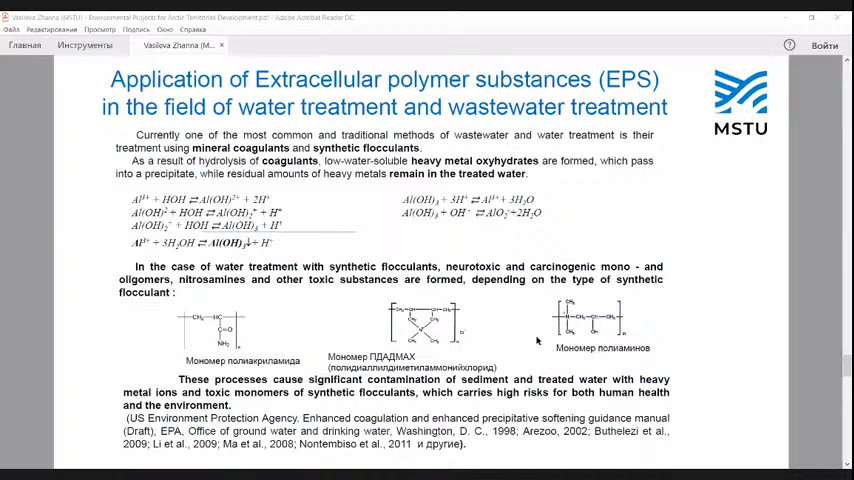 Vasileva Zhanna (MSTU) - Environmental Projects for Arctic Territories Development.pdf - Adobe Acrobat Reader DC
Файл Редактирование Просмотр Подпись Окно Справка
Главная Инструменты Vasileva Zhanna (M... × ? Войти
Application of Extracellular polymer substances (EPS)
in the field of water treatment and wastewater treatment
MSTU
Currently one of the most common and traditional methods of wastewater and water treatment is their
treatment using mineral coagulants and synthetic flocculants.
As a result of hydrolysis of coagulants, low-water-soluble heavy metal oxyhydrates are formed, which pass
into a precipitate, while residual amounts of heavy metals remain in the treated water.
Al³⁺ + HOH ⇄ Al(OH)²⁺ + 2H⁺
Al(OH)² + HOH ⇄ Al(OH)₂⁺ + H⁺
Al(OH)₂⁺ + HOH ⇄ Al(OH)₃ + H⁺
Al³⁺ + 3H₂O ⇄ Al(OH)₃↓ + H⁺
Al(OH)₃ + 3H⁺ ⇄ Al³⁺ + 3H₂O
Al(OH)₃ + OH⁻ ⇄ AlO₂⁻+2H₂O
In the case of water treatment with synthetic flocculants, neurotoxic and carcinogenic mono - and
oligomers, nitrosamines and other toxic substances are formed, depending on the type of synthetic
flocculant :
Мономер полиакриламида
Мономер ПДАДМАХ
(полидиаллилдиметиламмонийхлорид)
Мономер полиаминов
These processes cause significant contamination of sediment and treated water with heavy
metal ions and toxic monomers of synthetic flocculants, which carries high risks for both human health
and the environment.
(US Environment Protection Agency. Enhanced coagulation and enhanced precipitative softening guidance manual
(Draft), EPA, Office of ground water and drinking water, Washington, D. C., 1998; Arezoo, 2002; Buthelezi et al.,
2009; Li et al., 2009; Ma et al., 2008; Nontembiso et al., 2011 и другие).